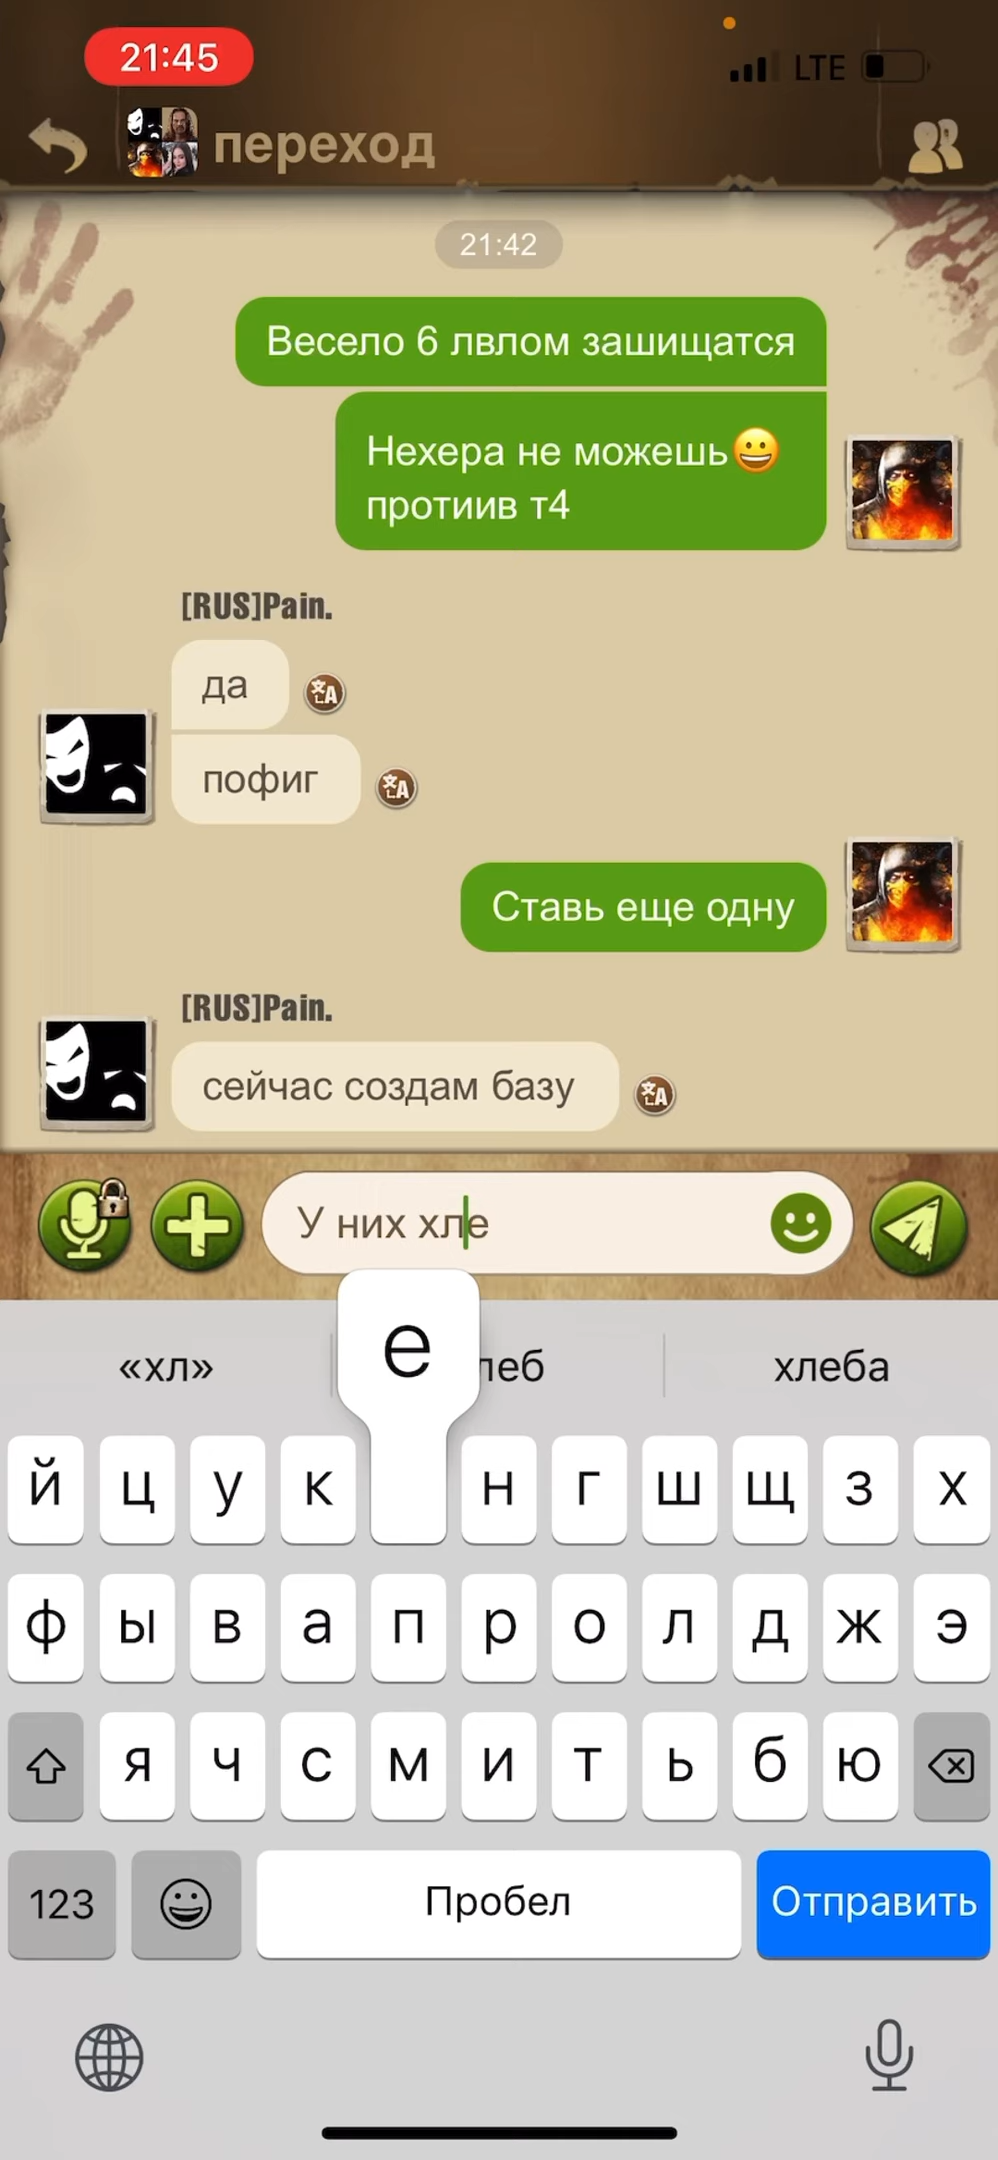 21:45
LTE
переход
21:42
Весело 6 лвлом зашищатся
Нехера не можешь😀
протиив т4
[RUS]Pain.
да
пофиг
Ставь еще одну
[RUS]Pain.
сейчас создам базу
У них хле
«хл»
леб
хлеба
е
й ц у к н г ш щ з х
ф ы в а п р о л д ж э
я ч с м и т ь б ю
123
Пробел
Отправить